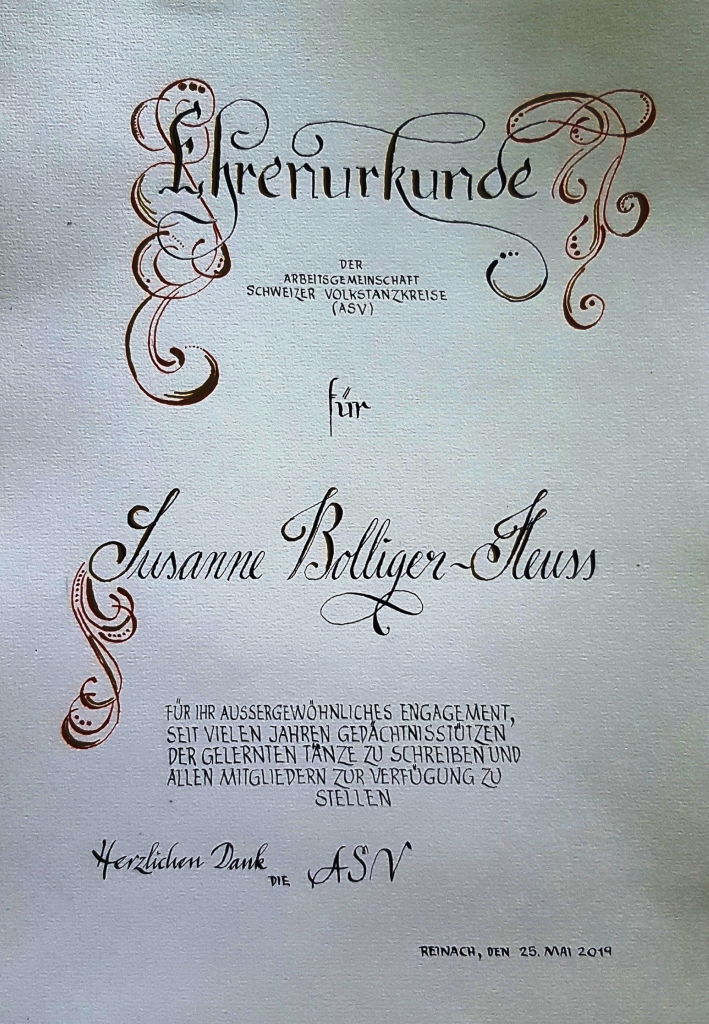 Ehrenurkunde
DER
ARBEITSGEMEINSCHAFT
SCHWEIZER VOLKSTANZKREISE
(ASV)
für
Susanne Bolliger-Heuss
FÜR IHR AUSSERGEWÖHNLICHES ENGAGEMENT,
SEIT VIELEN JAHREN GEDÄCHTNISSTÜTZEN
DER GELERNTEN TÄNZE ZU SCHREIBEN UND
ALLEN MITGLIEDERN ZUR VERFÜGUNG ZU
STELLEN
Herzlichen Dank
DIE ASV
REINACH, DEN 25. MAI 2019